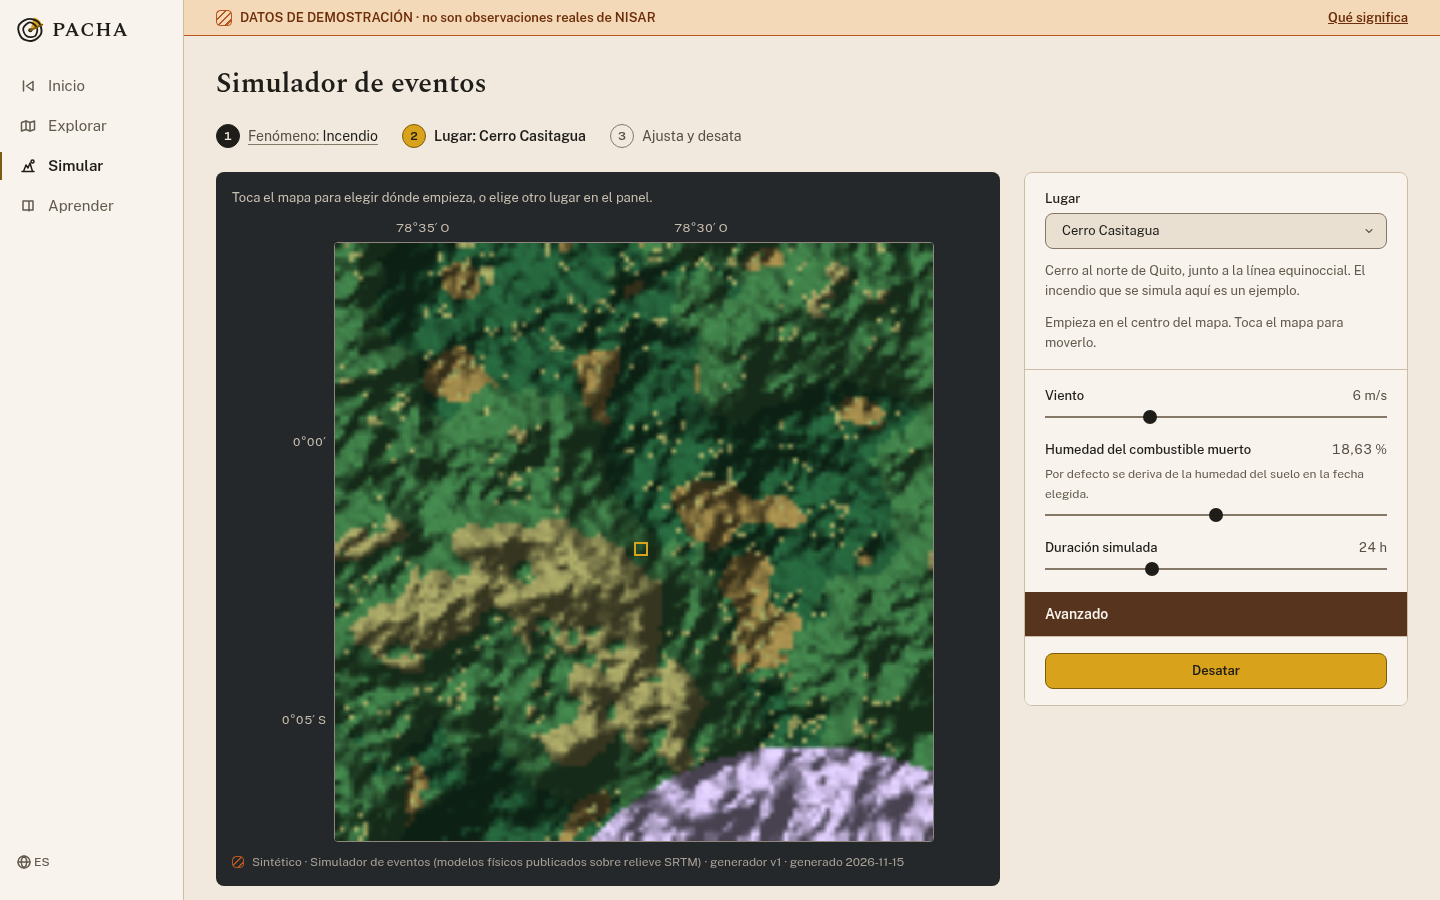 PACHA
DATOS DE DEMOSTRACIÓN · no son observaciones reales de NISAR
Qué significa
Inicio
Explorar
Simular
Aprender
ES
Simulador de eventos
1 Fenómeno: Incendio
2 Lugar: Cerro Casitagua
3 Ajusta y desata
Toca el mapa para elegir dónde empieza, o elige otro lugar en el panel.
78°35′ O
78°30′ O
0°00′
0°05′ S
Sintético · Simulador de eventos (modelos físicos publicados sobre relieve SRTM) · generador v1 · generado 2026-11-15
Lugar
Cerro Casitagua
Cerro al norte de Quito, junto a la línea equinoccial. El
incendio que se simula aquí es un ejemplo.
Empieza en el centro del mapa. Toca el mapa para
moverlo.
Viento 6 m/s
Humedad del combustible muerto 18,63 %
Por defecto se deriva de la humedad del suelo en la fecha
elegida.
Duración simulada 24 h
Avanzado
Desatar